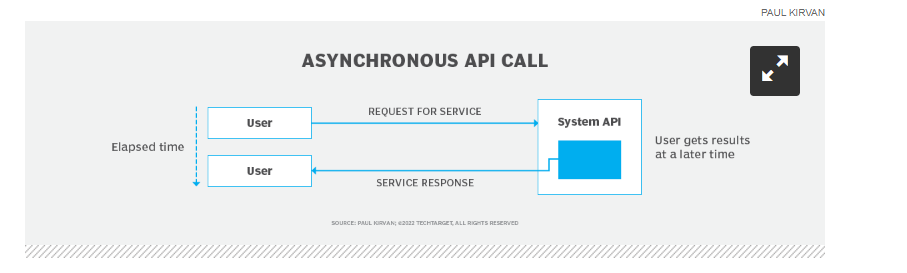 PAUL KIRVAN
ASYNCHRONOUS API CALL
REQUEST FOR SERVICE
User
System API
Elapsed time
User gets results
at a later time
User
SERVICE RESPONSE
SOURCE: PAUL KIRVAN; ©2022 TECHTARGET, ALL RIGHTS RESERVED